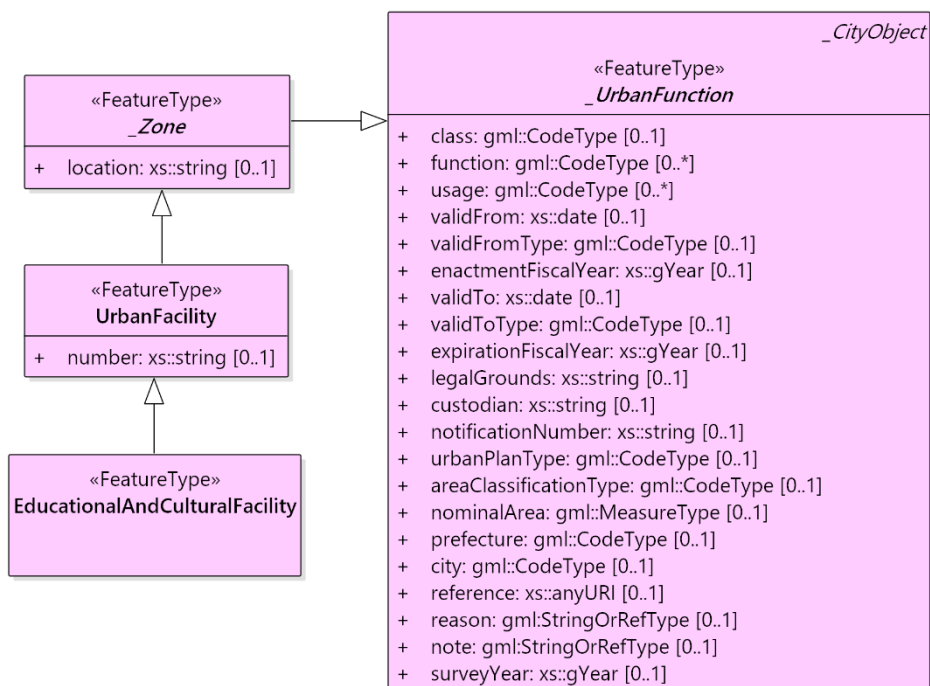 «FeatureType»
_Zone
+ location: xs::string [0..1]
«FeatureType»
UrbanFacility
+ number: xs::string [0..1]
«FeatureType»
EducationalAndCulturalFacility
_CityObject
«FeatureType»
_UrbanFunction
+ class: gml::CodeType [0..1]
+ function: gml::CodeType [0..*]
+ usage: gml::CodeType [0..*]
+ validFrom: xs::date [0..1]
+ validFromType: gml::CodeType [0..1]
+ enactmentFiscalYear: xs::gYear [0..1]
+ validTo: xs::date [0..1]
+ validToType: gml::CodeType [0..1]
+ expirationFiscalYear: xs::gYear [0..1]
+ legalGrounds: xs::string [0..1]
+ custodian: xs::string [0..1]
+ notificationNumber: xs::string [0..1]
+ urbanPlanType: gml::CodeType [0..1]
+ areaClassificationType: gml::CodeType [0..1]
+ nominalArea: gml::MeasureType [0..1]
+ prefecture: gml::CodeType [0..1]
+ city: gml::CodeType [0..1]
+ reference: xs::anyURI [0..1]
+ reason: gml:StringOrRefType [0..1]
+ note: gml:StringOrRefType [0..1]
+ surveyYear: xs::gYear [0..1]